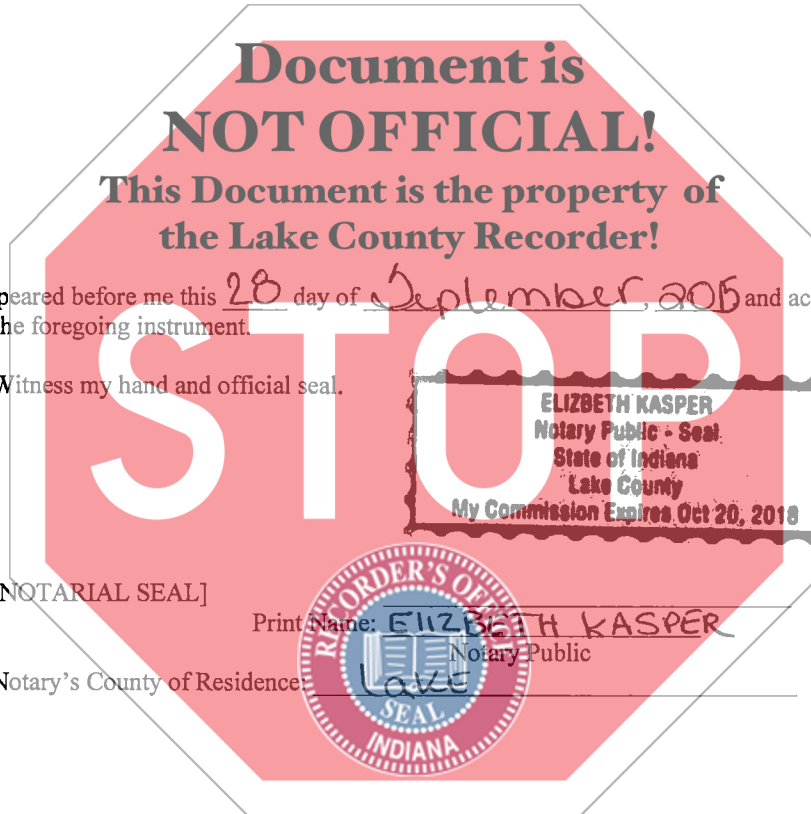 Document is
NOT OFFICIAL!
This Document is the property of
the Lake County Recorder!
peared before me this 28 day of September, 2015 and ac
he foregoing instrument.
Witness my hand and official seal.
STOP
ELIZBETH KASPER
Notary Public - Seal
State of Indiana
Lake County
My Commission Expires Oct 20, 2018
NOTARIAL SEAL]
Print Name: ElIZBETH KASPER
Notary Public
Notary's County of Residence: LaKE
RECORDER'S OFFICE
SEAL
INDIANA